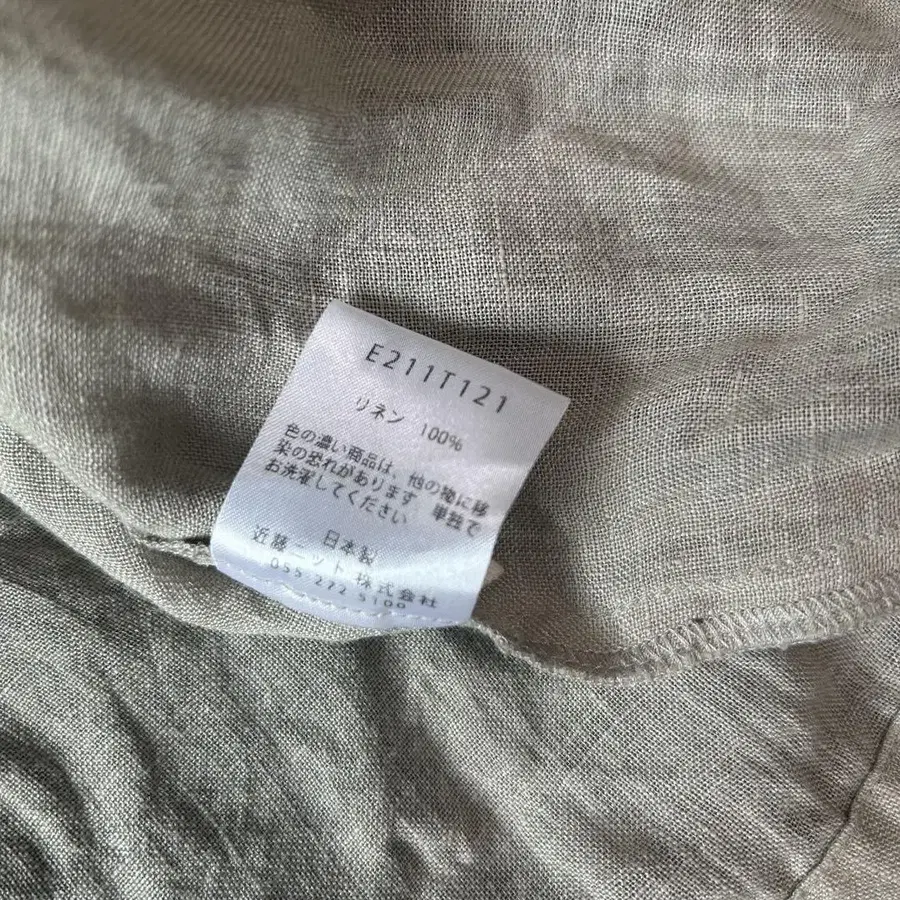 E211T121
リネン 100%
色の濃い商品は、他の物に移
染の恐れがあります 単独で
お洗濯してください
日本製
近藤ニット株式会社
055 272 5100